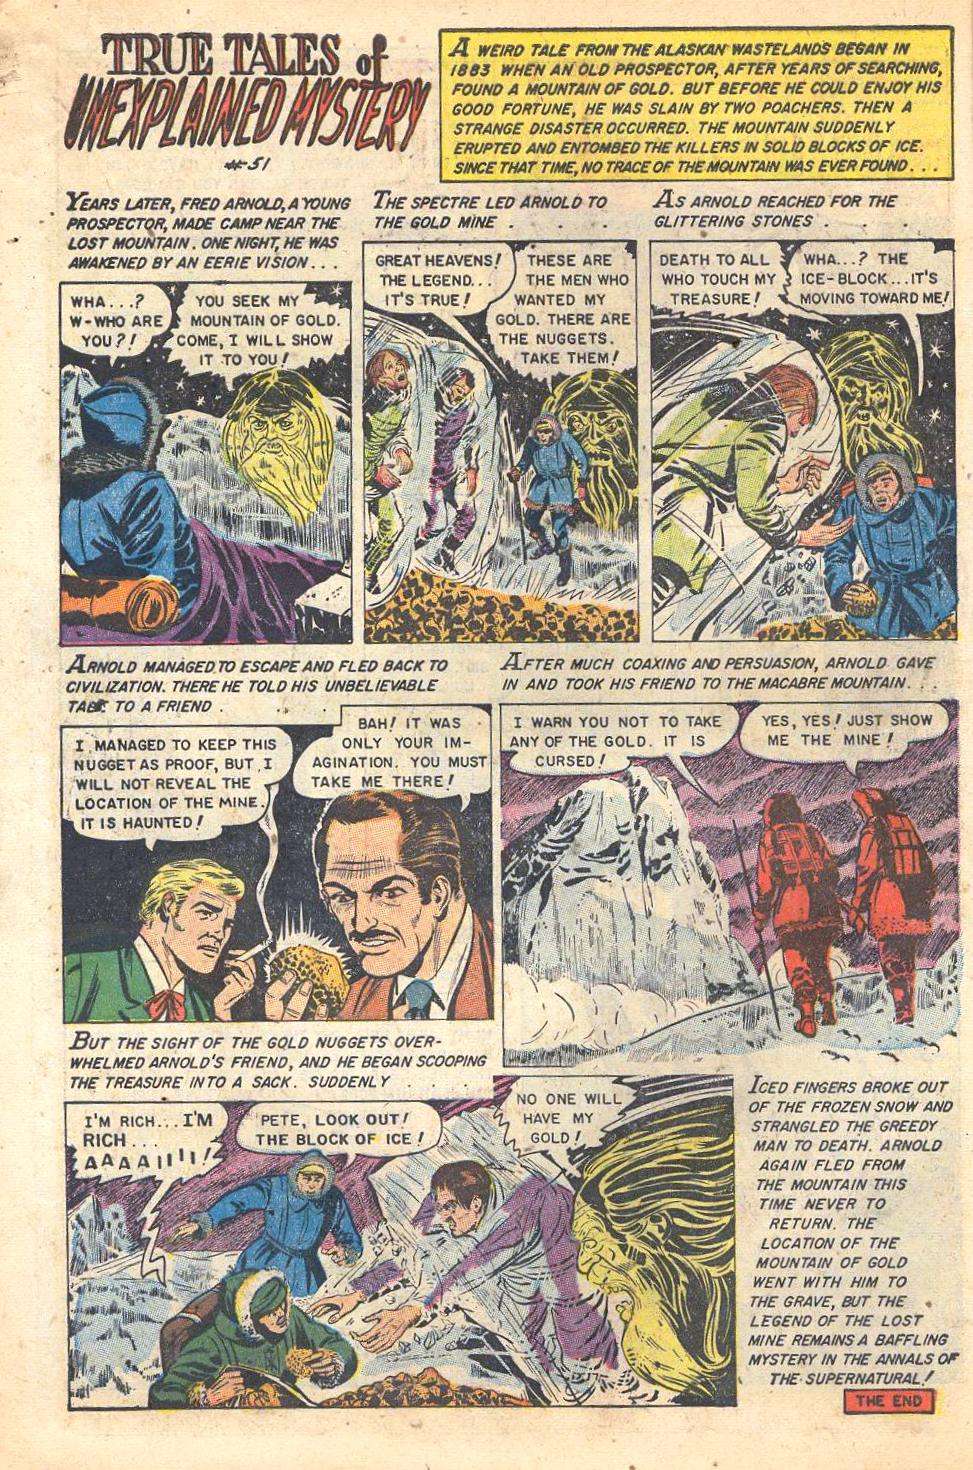 TRUE TALES of
UNEXPLAINED MYSTERY
#51
A WEIRD TALE FROM THE ALASKAN WASTELANDS BEGAN IN
1883 WHEN AN OLD PROSPECTOR, AFTER YEARS OF SEARCHING,
FOUND A MOUNTAIN OF GOLD. BUT BEFORE HE COULD ENJOY HIS
GOOD FORTUNE, HE WAS SLAIN BY TWO POACHERS. THEN A
STRANGE DISASTER OCCURRED. THE MOUNTAIN SUDDENLY
ERUPTED AND ENTOMBED THE KILLERS IN SOLID BLOCKS OF ICE.
SINCE THAT TIME, NO TRACE OF THE MOUNTAIN WAS EVER FOUND...
YEARS LATER, FRED ARNOLD, A YOUNG
PROSPECTOR, MADE CAMP NEAR THE
LOST MOUNTAIN. ONE NIGHT, HE WAS
AWAKENED BY AN EERIE VISION...
WHA...?
W-WHO ARE
YOU?!
YOU SEEK MY
MOUNTAIN OF GOLD.
COME, I WILL SHOW
IT TO YOU!
THE SPECTRE LED ARNOLD TO
THE GOLD MINE . . . .
GREAT HEAVENS!
THE LEGEND...
IT'S TRUE!
THESE ARE
THE MEN WHO
WANTED MY
GOLD. THERE ARE
THE NUGGETS.
TAKE THEM!
AS ARNOLD REACHED FOR THE
GLITTERING STONES . . . .
DEATH TO ALL
WHO TOUCH MY
TREASURE!
WHA...? THE
ICE-BLOCK...IT'S
MOVING TOWARD ME!
ARNOLD MANAGED TO ESCAPE AND FLED BACK TO
CIVILIZATION. THERE HE TOLD HIS UNBELIEVABLE
TALE TO A FRIEND . . . . .
I MANAGED TO KEEP THIS
NUGGET AS PROOF, BUT I
WILL NOT REVEAL THE
LOCATION OF THE MINE.
IT IS HAUNTED!
BAH! IT WAS
ONLY YOUR IM-
AGINATION. YOU MUST
TAKE ME THERE!
AFTER MUCH COAXING AND PERSUASION, ARNOLD GAVE
IN AND TOOK HIS FRIEND TO THE MACABRE MOUNTAIN...
I WARN YOU NOT TO TAKE
ANY OF THE GOLD. IT IS
CURSED!
YES, YES! JUST SHOW
ME THE MINE!
BUT THE SIGHT OF THE GOLD NUGGETS OVER-
WHELMED ARNOLD'S FRIEND, AND HE BEGAN SCOOPING
THE TREASURE INTO A SACK. SUDDENLY . . . . .
I'M RICH... I'M
RICH...
AAAAIIII!
PETE, LOOK OUT!
THE BLOCK OF ICE!
NO ONE WILL
HAVE MY
GOLD!
ICED FINGERS BROKE OUT
OF THE FROZEN SNOW AND
STRANGLED THE GREEDY
MAN TO DEATH. ARNOLD
AGAIN FLED FROM
THE MOUNTAIN THIS
TIME NEVER TO
RETURN. THE
LOCATION OF THE
MOUNTAIN OF GOLD
WENT WITH HIM TO
THE GRAVE, BUT THE
LEGEND OF THE LOST
MINE REMAINS A BAFFLING
MYSTERY IN THE ANNALS OF
THE SUPERNATURAL!
THE END